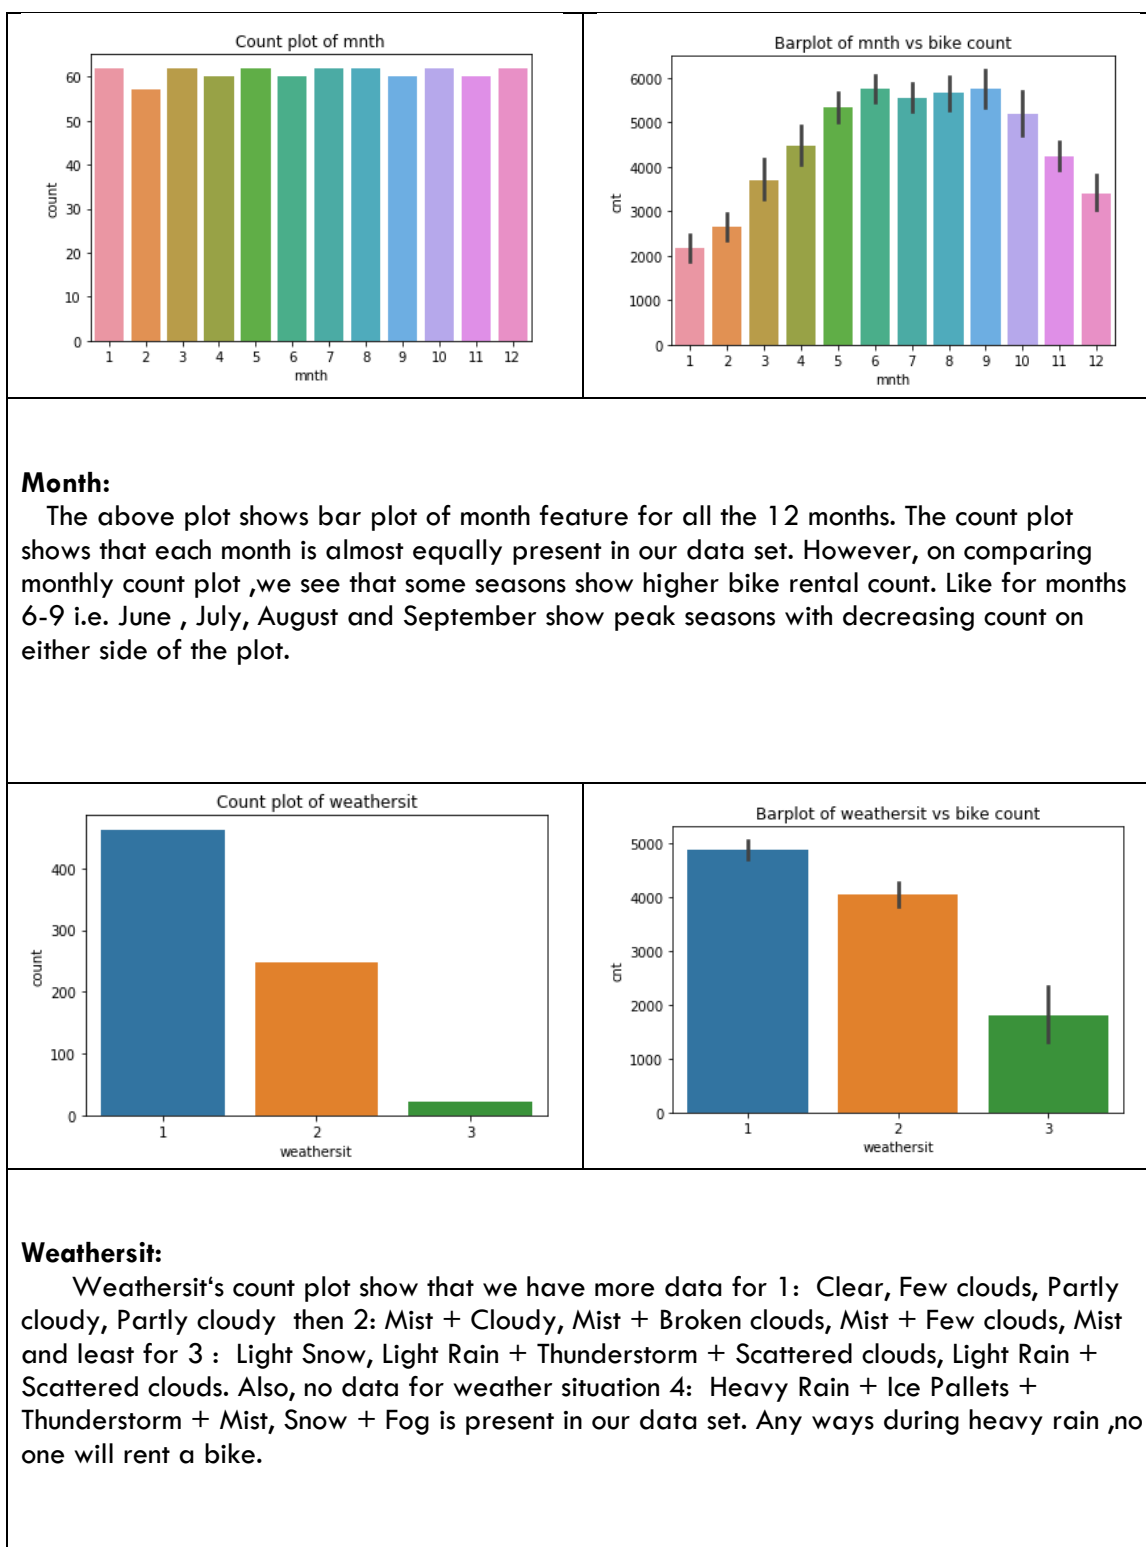 Count plot of mnth
60
50
40
30
20
10
0
count
1 2 3 4 5 6 7 8 9 10 11 12
mnth
Barplot of mnth vs bike count
6000
5000
4000
3000
2000
1000
0
cnt
1 2 3 4 5 6 7 8 9 10 11 12
mnth
Month:
The above plot shows bar plot of month feature for all the 12 months. The count plot
shows that each month is almost equally present in our data set. However, on comparing
monthly count plot ,we see that some seasons show higher bike rental count. Like for months
6-9 i.e. June , July, August and September show peak seasons with decreasing count on
either side of the plot.
Count plot of weathersit
400
300
200
100
0
count
1 2 3
weathersit
Barplot of weathersit vs bike count
5000
4000
3000
2000
1000
0
cnt
1 2 3
weathersit
Weathersit:
Weathersit‘s count plot show that we have more data for 1: Clear, Few clouds, Partly
cloudy, Partly cloudy then 2: Mist + Cloudy, Mist + Broken clouds, Mist + Few clouds, Mist
and least for 3 : Light Snow, Light Rain + Thunderstorm + Scattered clouds, Light Rain +
Scattered clouds. Also, no data for weather situation 4: Heavy Rain + Ice Pallets +
Thunderstorm + Mist, Snow + Fog is present in our data set. Any ways during heavy rain ,no
one will rent a bike.